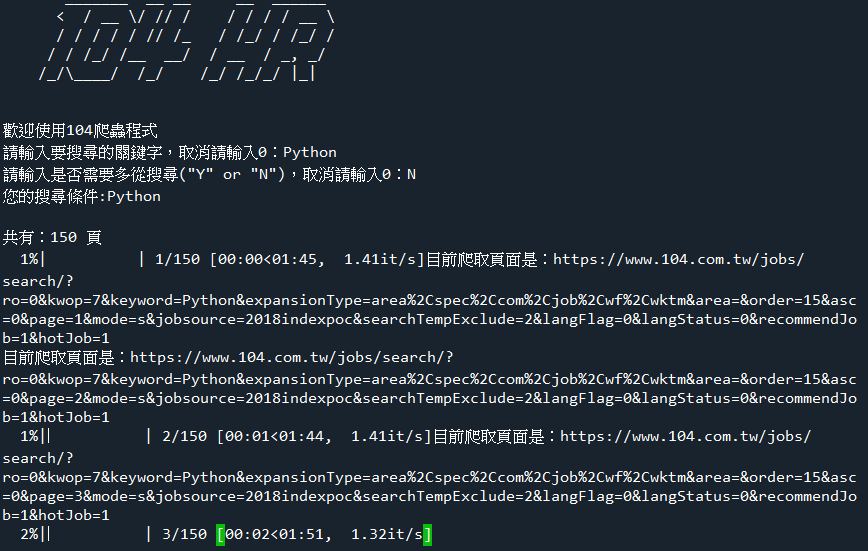 104 HR
歡迎使用104爬蟲程式
請輸入要搜尋的關鍵字，取消請輸入0：Python
請輸入是否需要多從搜尋("Y" or "N")，取消請輸入0：N
您的搜尋條件:Python
共有：150 頁
1%| | 1/150 [00:00<01:45, 1.41it/s]目前爬取頁面是：https://www.104.com.tw/jobs/
search/?
ro=0&kwop=7&keyword=Python&expansionType=area%2Cspec%2Ccom%2Cjob%2Cwf%2Cwktm&area=&order=15&asc
=0&page=1&mode=s&jobsource=2018indexpoc&searchTempExclude=2&langFlag=0&langStatus=0&recommendJo
b=1&hotJob=1
目前爬取頁面是：https://www.104.com.tw/jobs/search/?
ro=0&kwop=7&keyword=Python&expansionType=area%2Cspec%2Ccom%2Cjob%2Cwf%2Cwktm&area=&order=15&asc
=0&page=2&mode=s&jobsource=2018indexpoc&searchTempExclude=2&langFlag=0&langStatus=0&recommendJo
b=1&hotJob=1
1%|| | 2/150 [00:01<01:44, 1.41it/s]目前爬取頁面是：https://www.104.com.tw/jobs/
search/?
ro=0&kwop=7&keyword=Python&expansionType=area%2Cspec%2Ccom%2Cjob%2Cwf%2Cwktm&area=&order=15&asc
=0&page=3&mode=s&jobsource=2018indexpoc&searchTempExclude=2&langFlag=0&langStatus=0&recommendJo
b=1&hotJob=1
2%|| | 3/150 [00:02<01:51, 1.32it/s]